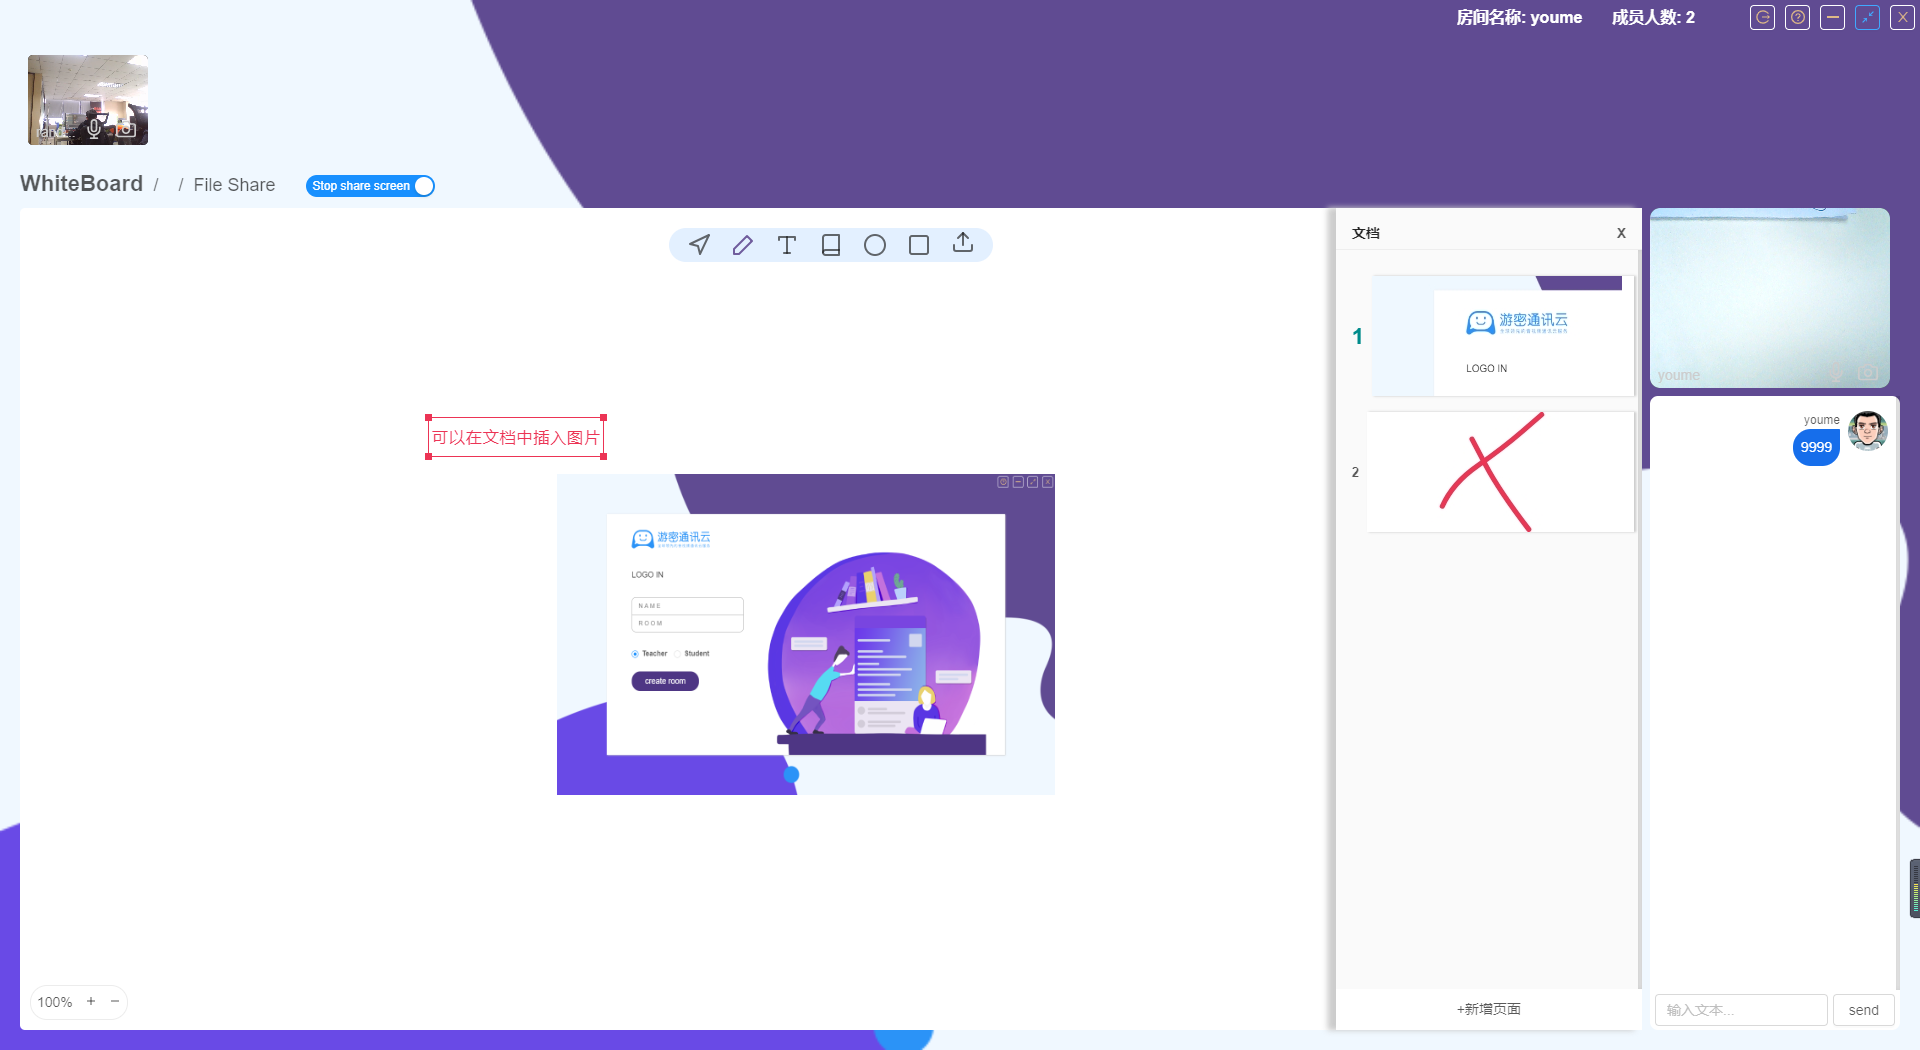 房间名称: youme 成员人数: 2
WhiteBoard / / File Share Stop share screen
文档 X
1
游密通讯云
LOGO IN
2
可以在文档中插入图片
游密通讯云
LOGO IN
NAME
ROOM
Teacher Student
create room
100% + −
+新增页面
youme
youme
9999
输入文本...
send